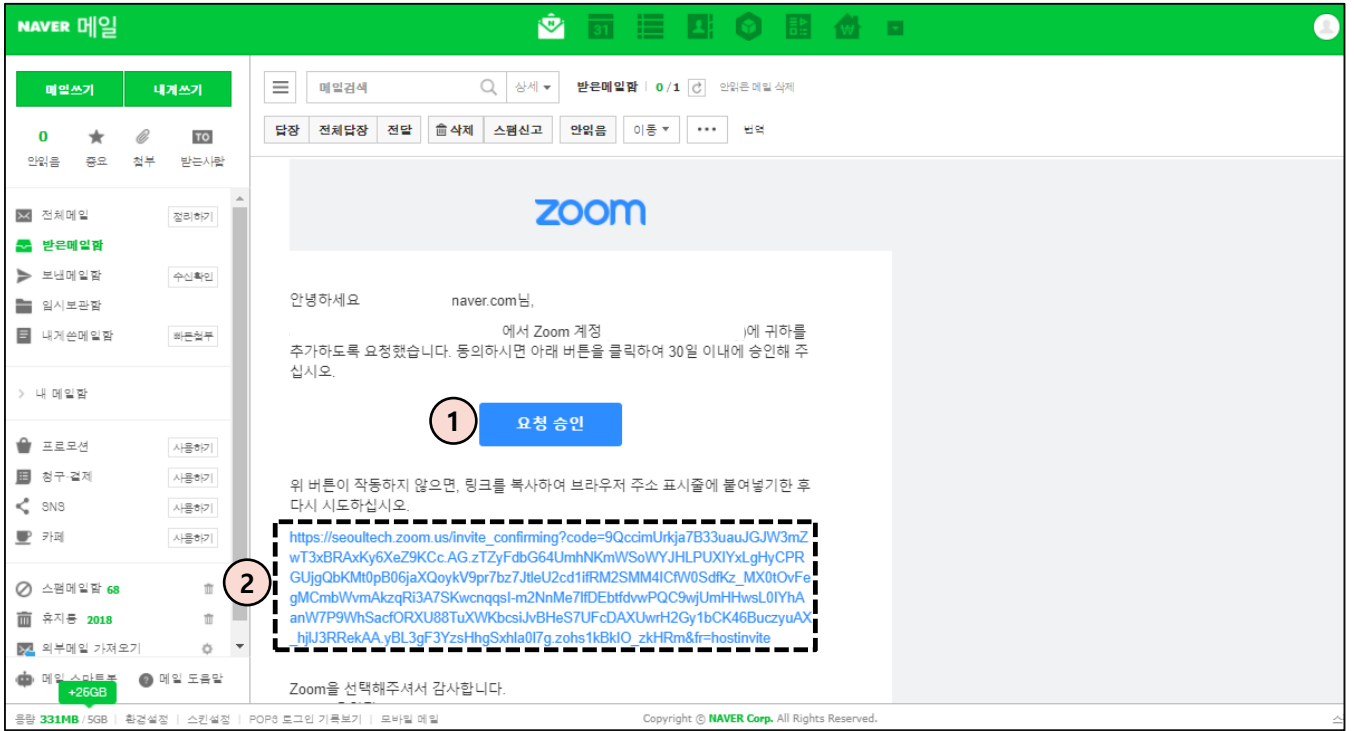 NAVER 메일
31
W
메일쓰기 내게쓰기
메일검색 상세 받은메일함 0/1 안읽은 메일 삭제
답장 전체답장 전달 삭제 스팸신고 안읽음 이동 ••• 번역
0 TO
안읽음 중요 첨부 받는사람
전체메일 정리하기
받은메일함
보낸메일함 수신확인
임시보관함
내게쓴메일함 빠른첨부
내 메일함
프로모션 사용하기
청구·결제 사용하기
SNS 사용하기
카페 사용하기
스팸메일함 68
휴지통 2018
외부메일 가져오기
메일 스마트봇 메일 도움말
+26GB
zoom
안녕하세요 naver.com님,
에서 Zoom 계정 )에 귀하를
추가하도록 요청했습니다. 동의하시면 아래 버튼을 클릭하여 30일 이내에 승인해 주
십시오.
1 요청 승인
위 버튼이 작동하지 않으면, 링크를 복사하여 브라우저 주소 표시줄에 붙여넣기한 후
다시 시도하십시오.
2
https://seoultech.zoom.us/invite_confirming?code=9QccimUrkja7B33uauJGJW3mZ
wT3xBRAxKy6XeZ9KCc.AG.zTZyFdbG64UmhNKmWSoWYJHLPUXIYxLgHyCPR
GUjgQbKMt0pB06jaXQoykV9pr7bz7JtleU2cd1ifRM2SMM4ICfW0SdfKz_MX0tOvFe
gMCmbWvmAkzqRi3A7SKwcnqqsI-m2NnMe7IfDEbtfdvwPQC9wjUmHHwsL0IYhA
anW7P9WhSacfORXU88TuXWKbcsiJvBHeS7UFcDAXUwrH2Gy1bCK46BuczyuAX
_hjlJ3RRekAA.yBL3gF3YzsHhgSxhla0l7g.zohs1kBkIO_zkHRm&fr=hostinvite
Zoom을 선택해주셔서 감사합니다.
용량 331MB / 5GB 환경설정 스킨설정 POP3 로그인 기록보기 모바일 메일 Copyright © NAVER Corp. All Rights Reserved.